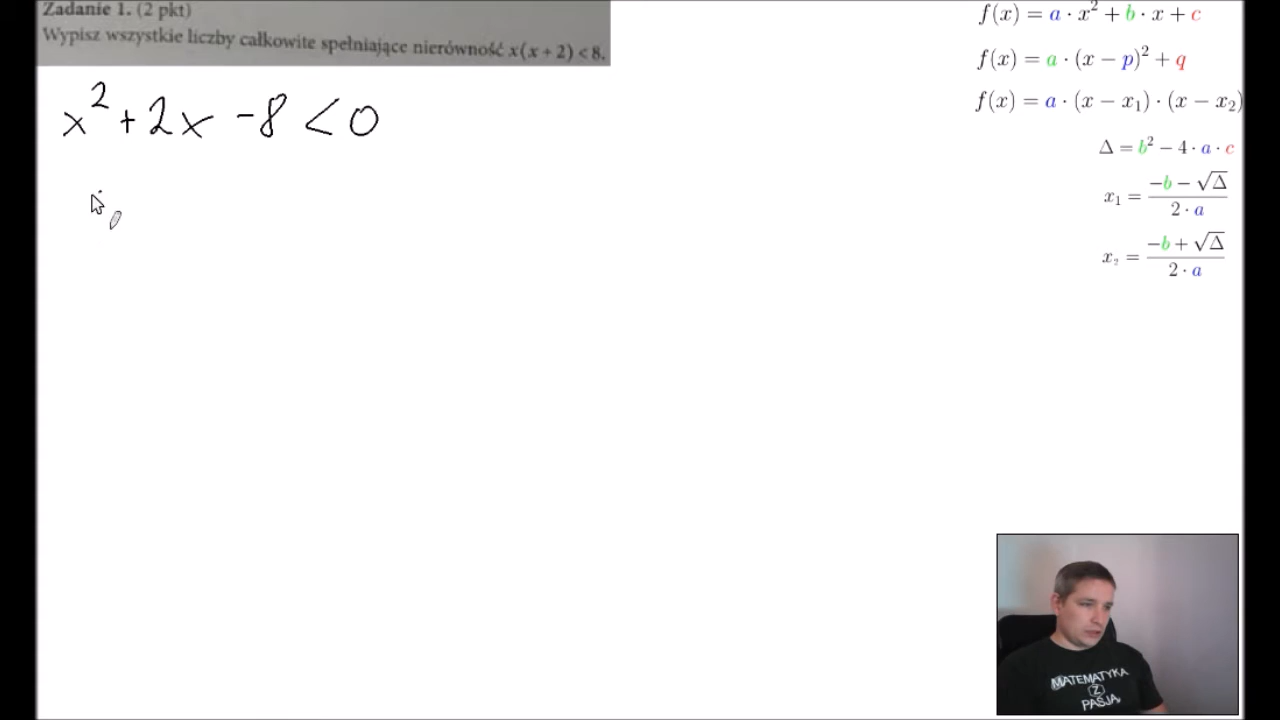 Zadanie 1. (2 pkt)
Wypisz wszystkie liczby całkowite spełniające nierówność x(x + 2) < 8.
x² + 2x - 8 < 0
f(x) = a · x² + b · x + c
f(x) = a · (x − p)² + q
f(x) = a · (x − x₁) · (x − x₂)
Δ = b² − 4 · a · c
x₁ = (−b − √Δ) / (2 · a)
x₂ = (−b + √Δ) / (2 · a)
MATEMATYKA
Z
PASJĄ